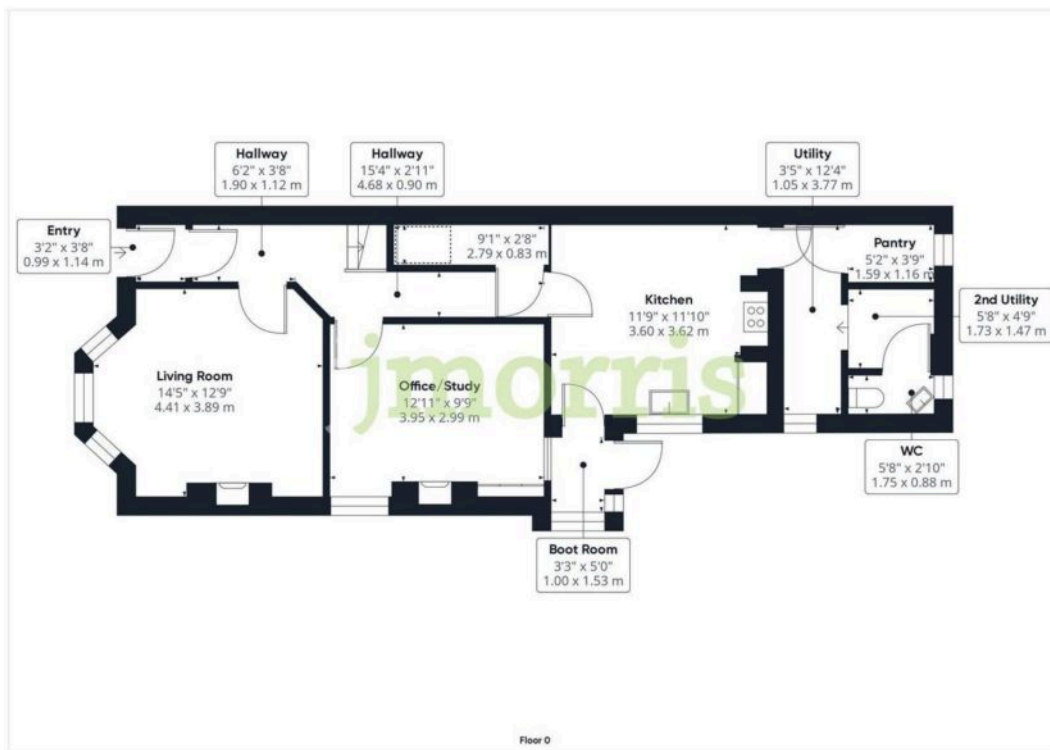 Hallway
6'2" x 3'8"
1.90 x 1.12 m
Hallway
15'4" x 2'11"
4.68 x 0.90 m
Utility
3'5" x 12'4"
1.05 x 3.77 m
Entry
3'2" x 3'8"
0.99 x 1.14 m
9'1" x 2'8"
2.79 x 0.83 m
Pantry
5'2" x 3'9"
1.59 x 1.16 m
Kitchen
11'9" x 11'10"
3.60 x 3.62 m
2nd Utility
5'8" x 4'9"
1.73 x 1.47 m
Living Room
14'5" x 12'9"
4.41 x 3.89 m
Office/Study
12'11" x 9'9"
3.95 x 2.99 m
jmorris
WC
5'8" x 2'10"
1.75 x 0.88 m
Boot Room
3'3" x 5'0"
1.00 x 1.53 m
Floor 0